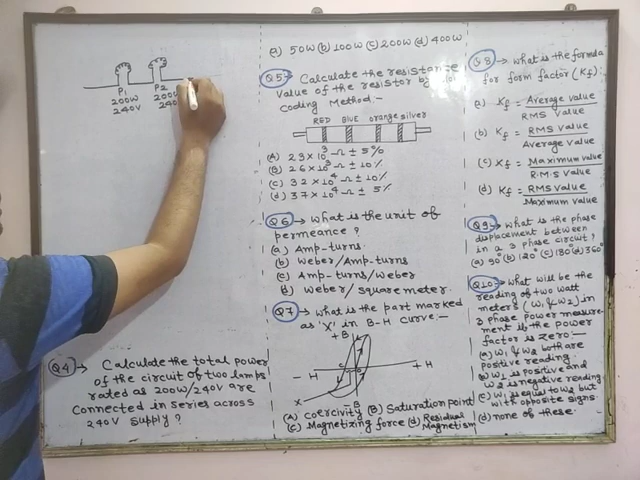 P1
200W
240V
P2
200
240
Q4 → Calculate the total power
of the circuit of two lamps
rated as 200W/240V are
connected in series across
240V supply?
(a) 50W (b) 100W (c) 200W (d) 400W
Q5 → Calculate the resistance
value of the resistor by
coding Method:-
RED BLUE orange silver
(A) 23×10³ Ω ± 5%
(B) 26×10³ Ω ± 10%
(C) 32×10⁴ Ω ± 10%
(d) 37×10⁴ Ω ± 5%
Q6 → What is the unit of
permeance?
(a) Amp-turns
(b) Weber/Amp-turns
(c) Amp-turns/Weber
(d) Weber/square meter
Q7 → What is the part marked
as 'X' in B-H curve:-
+B
- H
+ H
X
-B
(A) Coercivity (B) Saturation point
(C) Magnetizing force (d) Residual
Magnetism
Q8 → What is the formula
for form factor (Kf)
(a) Kf = Average value
RMS value
(b) Kf = RMS value
Average value
(c) Kf = Maximum value
R.M.S value
(d) Kf = RMS value
Maximum value
Q9 → What is the phase
displacement between
in a 3 phase circuit?
(a) 90° (b) 120° (c) 180° (d) 360°
Q10 → What will be the
reading of two watt
meters (W1 & W2) in
3 phase power measure-
ment is the power
factor is zero:-
(a) W1 & W2 both are
positive reading.
(b) W1 is positive and
W2 is negative reading
(c) W1 is equal to W2 but
with opposite signs
(d) none of these